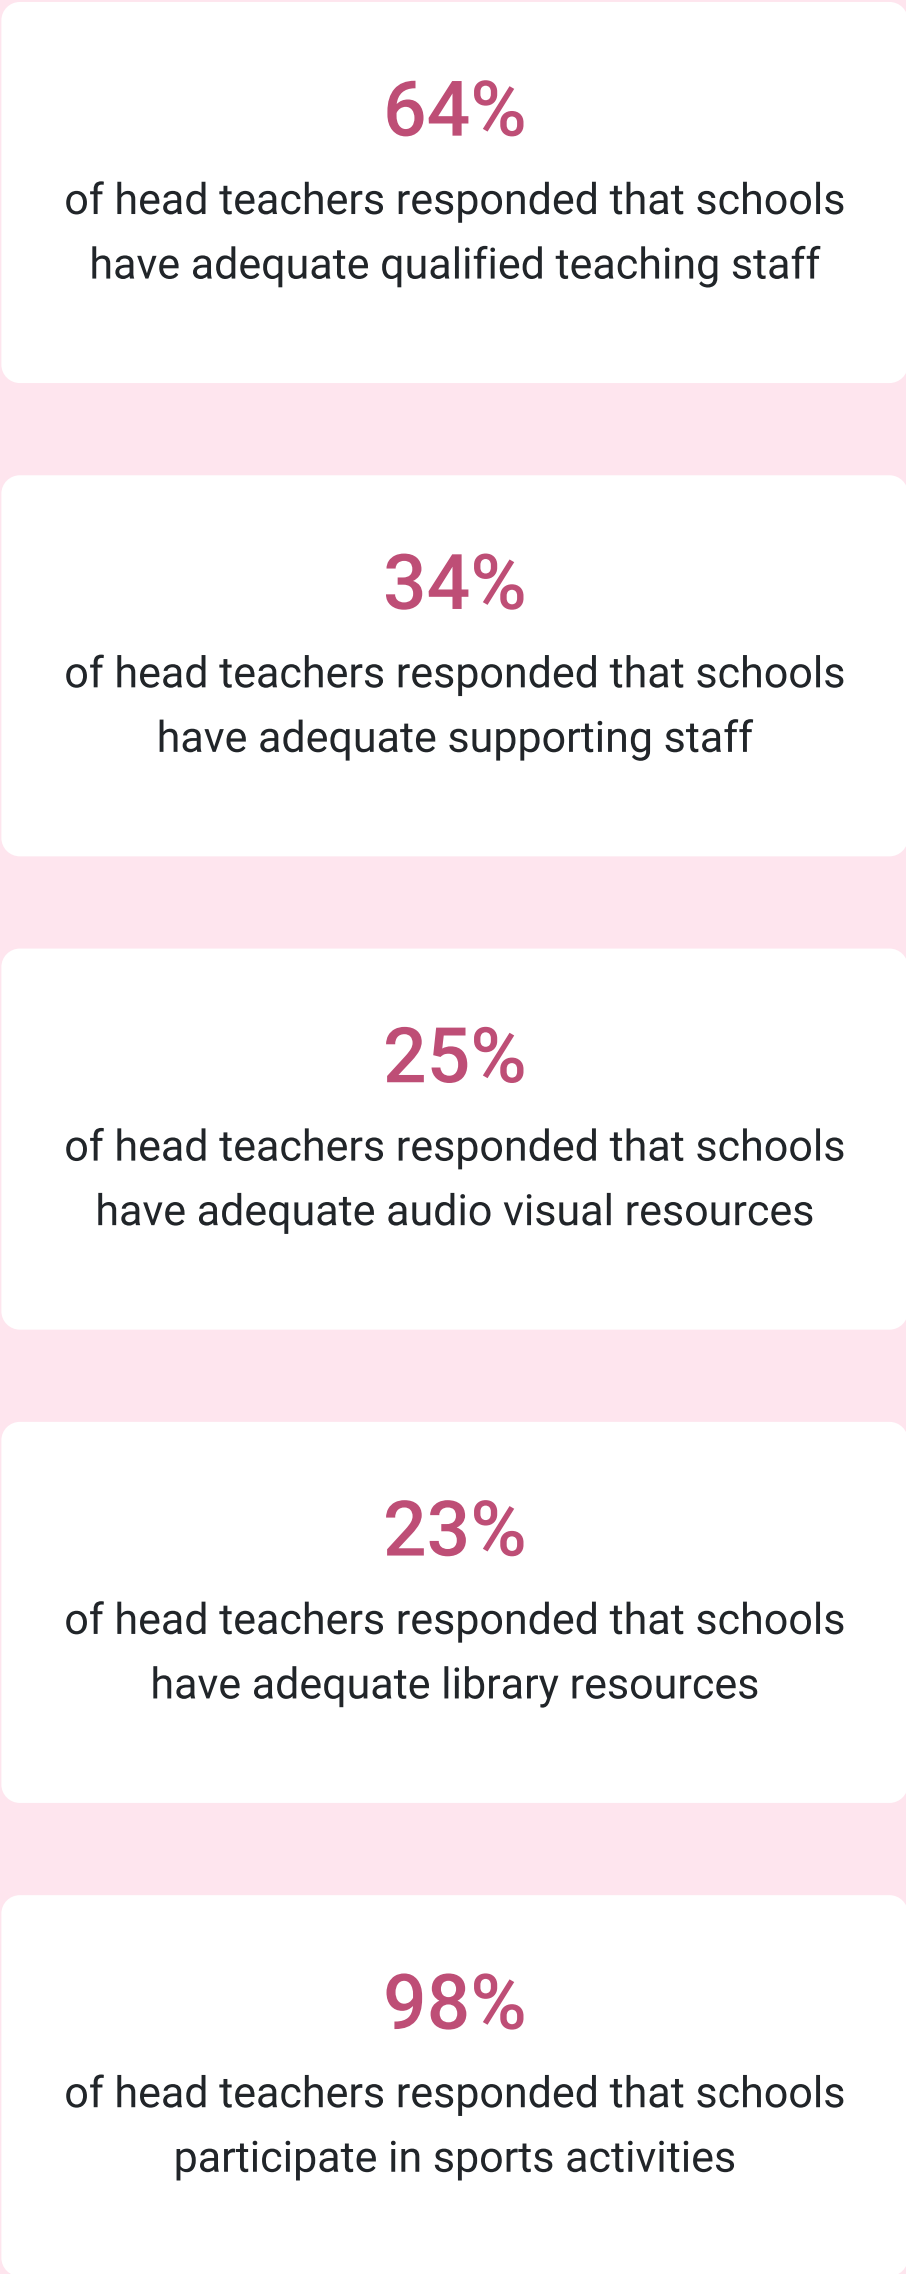 64%
of head teachers responded that schools
have adequate qualified teaching staff
34%
of head teachers responded that schools
have adequate supporting staff
25%
of head teachers responded that schools
have adequate audio visual resources
23%
of head teachers responded that schools
have adequate library resources
98%
of head teachers responded that schools
participate in sports activities